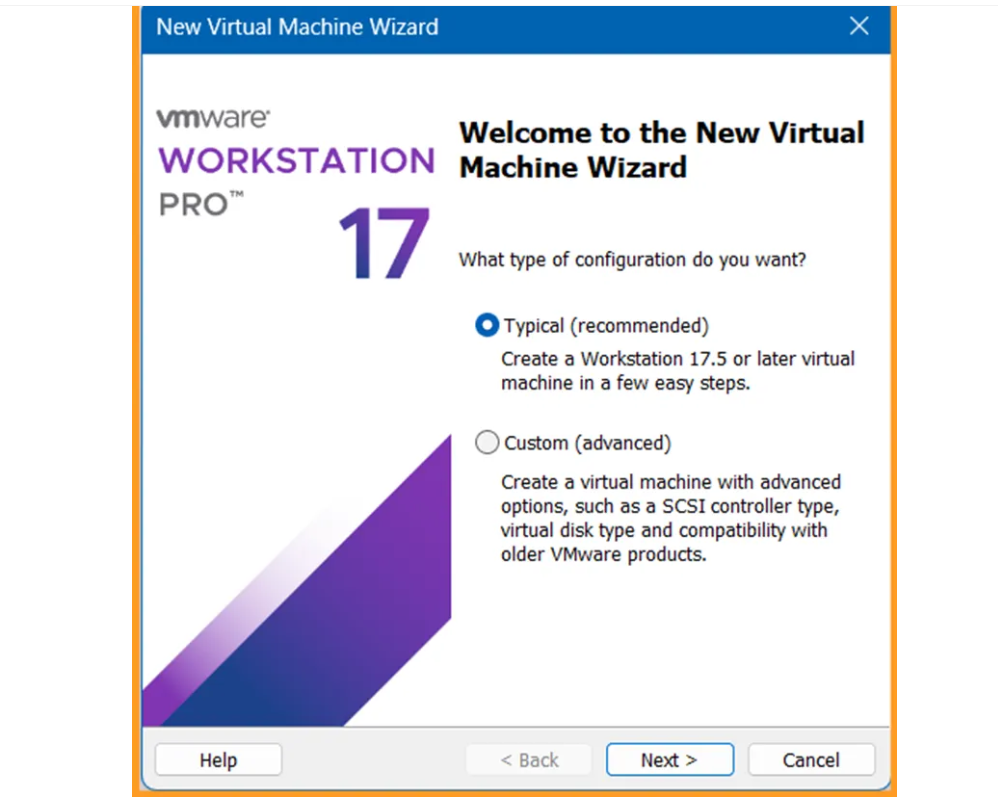 New Virtual Machine Wizard
vmware®
WORKSTATION
PRO™
17
Welcome to the New Virtual
Machine Wizard
What type of configuration do you want?
Typical (recommended)
Create a Workstation 17.5 or later virtual
machine in a few easy steps.
Custom (advanced)
Create a virtual machine with advanced
options, such as a SCSI controller type,
virtual disk type and compatibility with
older VMware products.
Help
< Back
Next >
Cancel